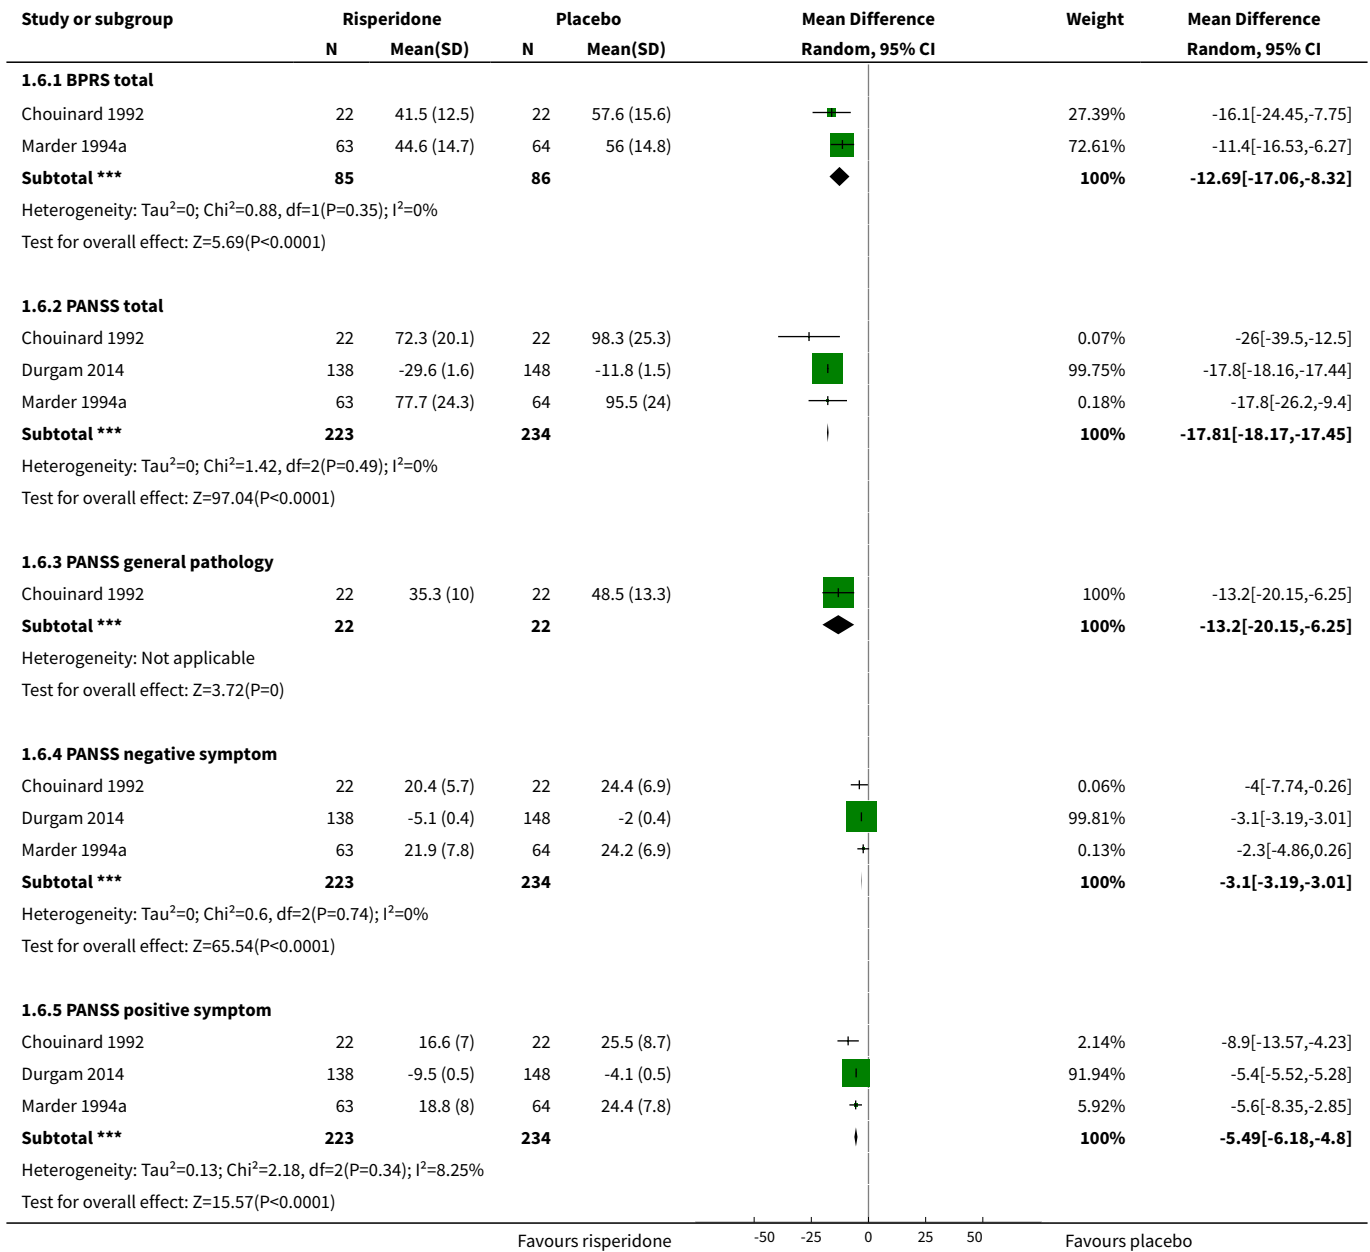 Study or subgroup Risperidone Placebo Mean Difference Weight Mean Difference
N Mean(SD) N Mean(SD) Random, 95% CI Random, 95% CI
1.6.1 BPRS total
Chouinard 1992 22 41.5 (12.5) 22 57.6 (15.6) 27.39% -16.1[-24.45,-7.75]
Marder 1994a 63 44.6 (14.7) 64 56 (14.8) 72.61% -11.4[-16.53,-6.27]
Subtotal *** 85 86 100% -12.69[-17.06,-8.32]
Heterogeneity: Tau²=0; Chi²=0.88, df=1(P=0.35); I²=0%
Test for overall effect: Z=5.69(P<0.0001)
1.6.2 PANSS total
Chouinard 1992 22 72.3 (20.1) 22 98.3 (25.3) 0.07% -26[-39.5,-12.5]
Durgam 2014 138 -29.6 (1.6) 148 -11.8 (1.5) 99.75% -17.8[-18.16,-17.44]
Marder 1994a 63 77.7 (24.3) 64 95.5 (24) 0.18% -17.8[-26.2,-9.4]
Subtotal *** 223 234 100% -17.81[-18.17,-17.45]
Heterogeneity: Tau²=0; Chi²=1.42, df=2(P=0.49); I²=0%
Test for overall effect: Z=97.04(P<0.0001)
1.6.3 PANSS general pathology
Chouinard 1992 22 35.3 (10) 22 48.5 (13.3) 100% -13.2[-20.15,-6.25]
Subtotal *** 22 22 100% -13.2[-20.15,-6.25]
Heterogeneity: Not applicable
Test for overall effect: Z=3.72(P=0)
1.6.4 PANSS negative symptom
Chouinard 1992 22 20.4 (5.7) 22 24.4 (6.9) 0.06% -4[-7.74,-0.26]
Durgam 2014 138 -5.1 (0.4) 148 -2 (0.4) 99.81% -3.1[-3.19,-3.01]
Marder 1994a 63 21.9 (7.8) 64 24.2 (6.9) 0.13% -2.3[-4.86,0.26]
Subtotal *** 223 234 100% -3.1[-3.19,-3.01]
Heterogeneity: Tau²=0; Chi²=0.6, df=2(P=0.74); I²=0%
Test for overall effect: Z=65.54(P<0.0001)
1.6.5 PANSS positive symptom
Chouinard 1992 22 16.6 (7) 22 25.5 (8.7) 2.14% -8.9[-13.57,-4.23]
Durgam 2014 138 -9.5 (0.5) 148 -4.1 (0.5) 91.94% -5.4[-5.52,-5.28]
Marder 1994a 63 18.8 (8) 64 24.4 (7.8) 5.92% -5.6[-8.35,-2.85]
Subtotal *** 223 234 100% -5.49[-6.18,-4.8]
Heterogeneity: Tau²=0.13; Chi²=2.18, df=2(P=0.34); I²=8.25%
Test for overall effect: Z=15.57(P<0.0001)
Favours risperidone -50 -25 0 25 50 Favours placebo